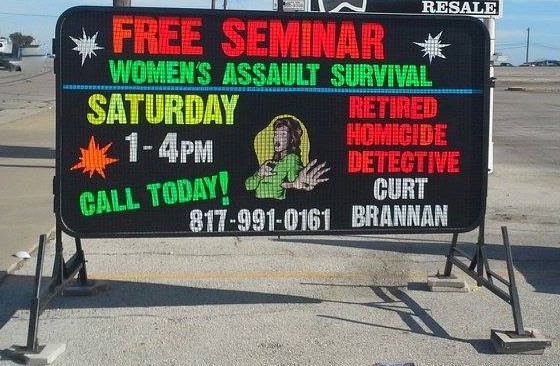 RESALE
FREE SEMINAR
WOMEN'S ASSAULT SURVIVAL
SATURDAY
1-4PM
CALL TODAY!
RETIRED
HOMICIDE
DETECTIVE
CURT
BRANNAN
817-991-0161